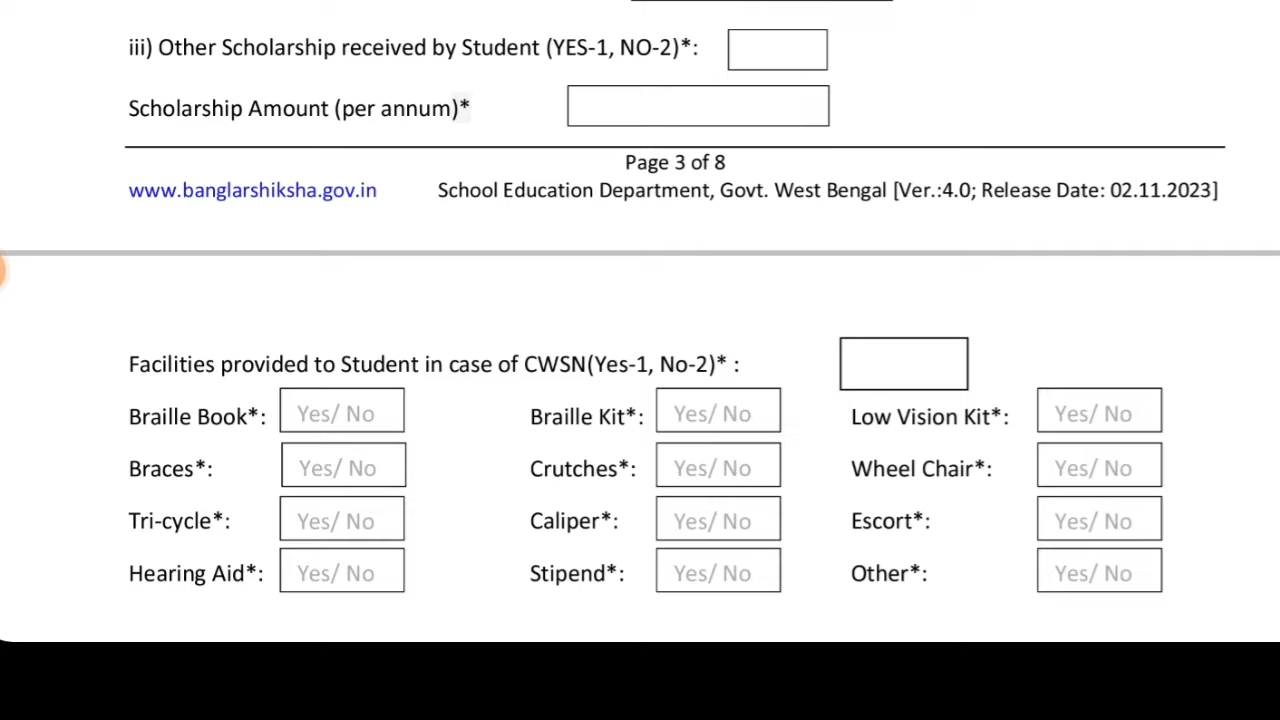 iii) Other Scholarship received by Student (YES-1, NO-2)*:
Scholarship Amount (per annum)*
Page 3 of 8
www.banglarshiksha.gov.in School Education Department, Govt. West Bengal [Ver.:4.0; Release Date: 02.11.2023]
Facilities provided to Student in case of CWSN(Yes-1, No-2)* :
Braille Book*: Yes/ No Braille Kit*: Yes/ No Low Vision Kit*: Yes/ No
Braces*: Yes/ No Crutches*: Yes/ No Wheel Chair*: Yes/ No
Tri-cycle*: Yes/ No Caliper*: Yes/ No Escort*: Yes/ No
Hearing Aid*: Yes/ No Stipend*: Yes/ No Other*: Yes/ No